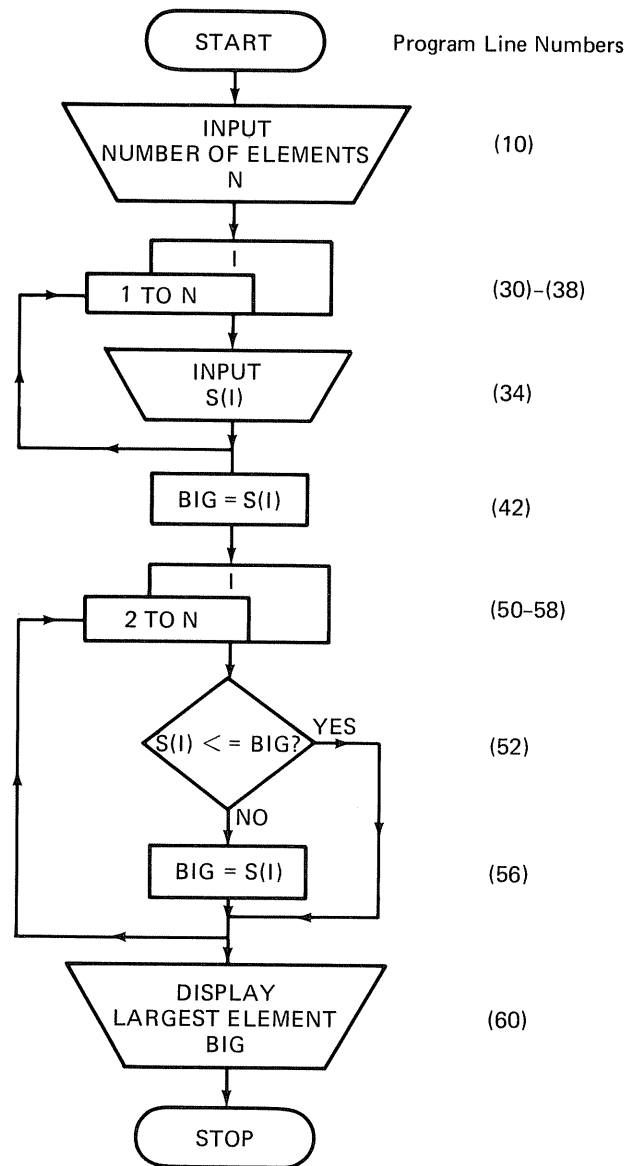 START
Program Line Numbers
INPUT
NUMBER OF ELEMENTS
N
(10)
I
1 TO N
(30)–(38)
INPUT
S(I)
(34)
BIG = S(I)
(42)
I
2 TO N
(50–58)
S(I) < = BIG?
YES
(52)
NO
BIG = S(I)
(56)
DISPLAY
LARGEST ELEMENT
BIG
(60)
STOP